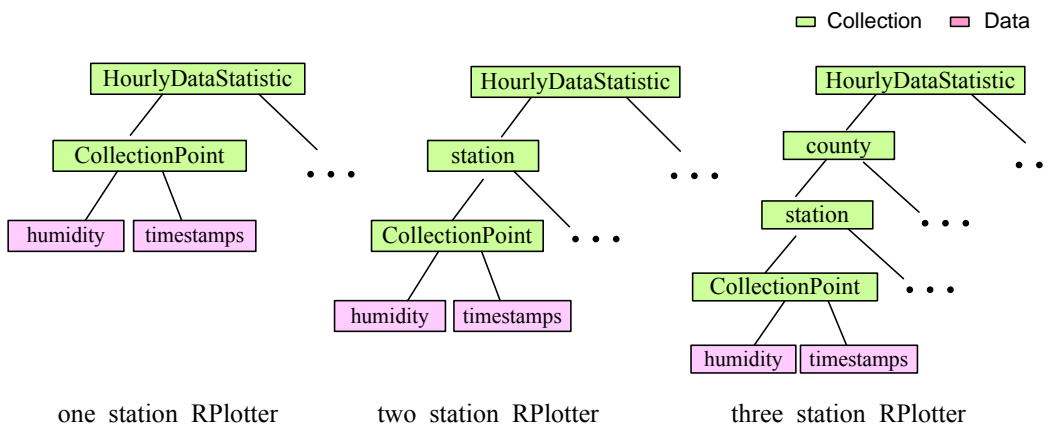 Collection Data
HourlyDataStatistic HourlyDataStatistic HourlyDataStatistic
CollectionPoint station county
. . . . . . . .
humidity timestamps CollectionPoint . . . station . . .
CollectionPoint . . .
humidity timestamps
humidity timestamps
one station RPlotter two station RPlotter three station RPlotter